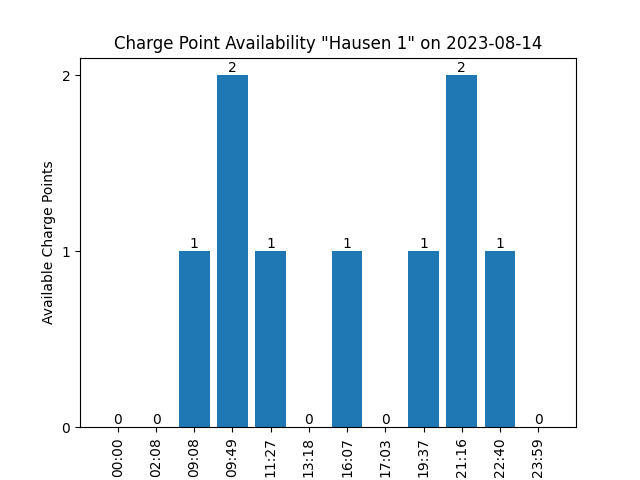 Charge Point Availability "Hausen 1" on 2023-08-14
Available Charge Points
2
1
0
0 0 1 2 1 0 1 0 1 2 1 0
00:00 02:08 09:08 09:49 11:27 13:18 16:07 17:03 19:37 21:16 22:40 23:59